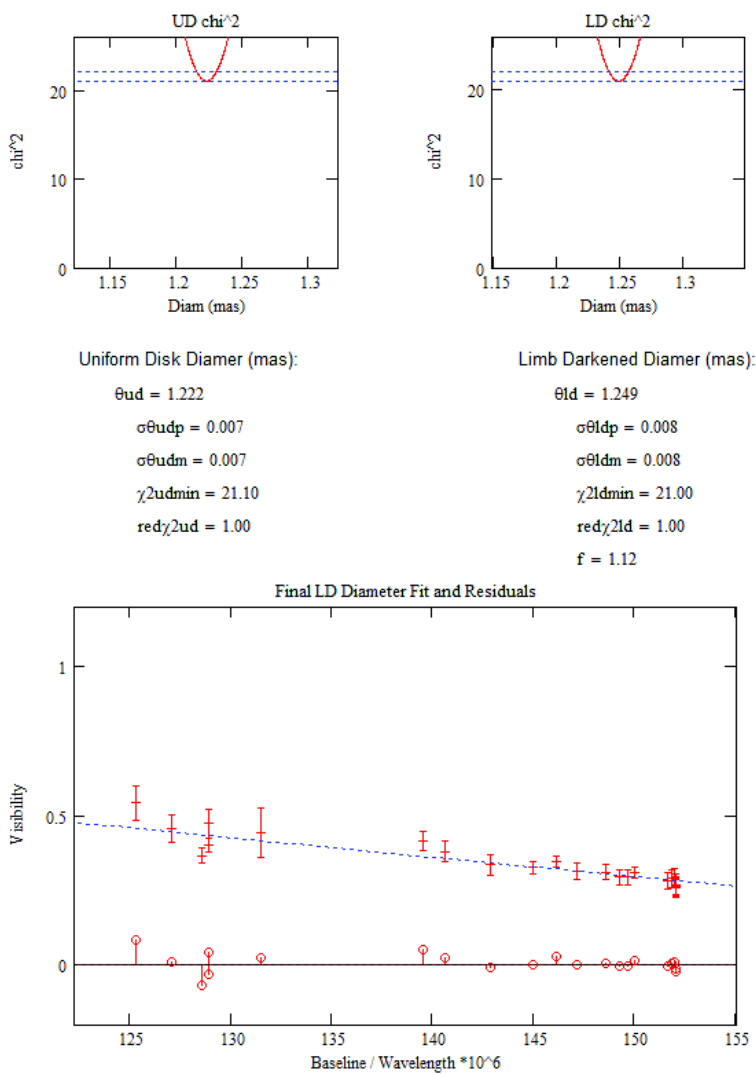 UD chi^2
LD chi^2
20
10
0
chi^2
1.15 1.2 1.25 1.3
Diam (mas)
20
10
0
chi^2
1.15 1.2 1.25 1.3
Diam (mas)
Uniform Disk Diamer (mas):
θud = 1.222
σθudp = 0.007
σθudm = 0.007
χ2udmin = 21.10
redχ2ud = 1.00
Limb Darkened Diamer (mas):
θld = 1.249
σθldp = 0.008
σθldm = 0.008
χ2ldmin = 21.00
redχ2ld = 1.00
f = 1.12
Final LD Diameter Fit and Residuals
1
0.5
0
Visibility
125 130 135 140 145 150 155
Baseline / Wavelength *10^6